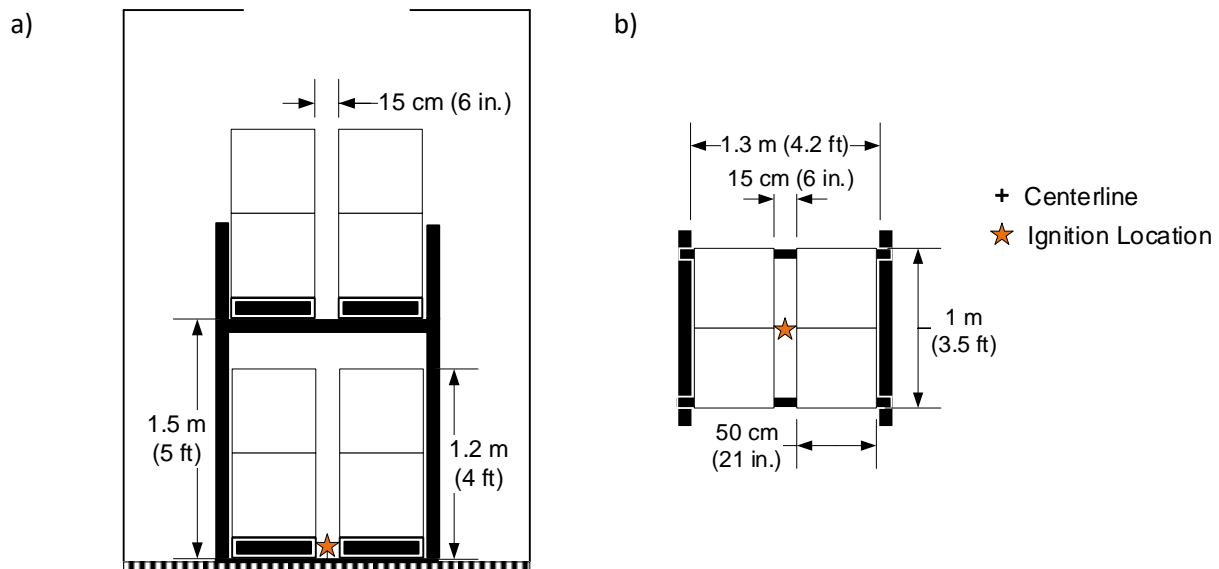 a)
15 cm (6 in.)
1.5 m
(5 ft)
1.2 m
(4 ft)
b)
1.3 m (4.2 ft)
15 cm (6 in.)
1 m
(3.5 ft)
50 cm
(21 in.)
+ Centerline
Ignition Location